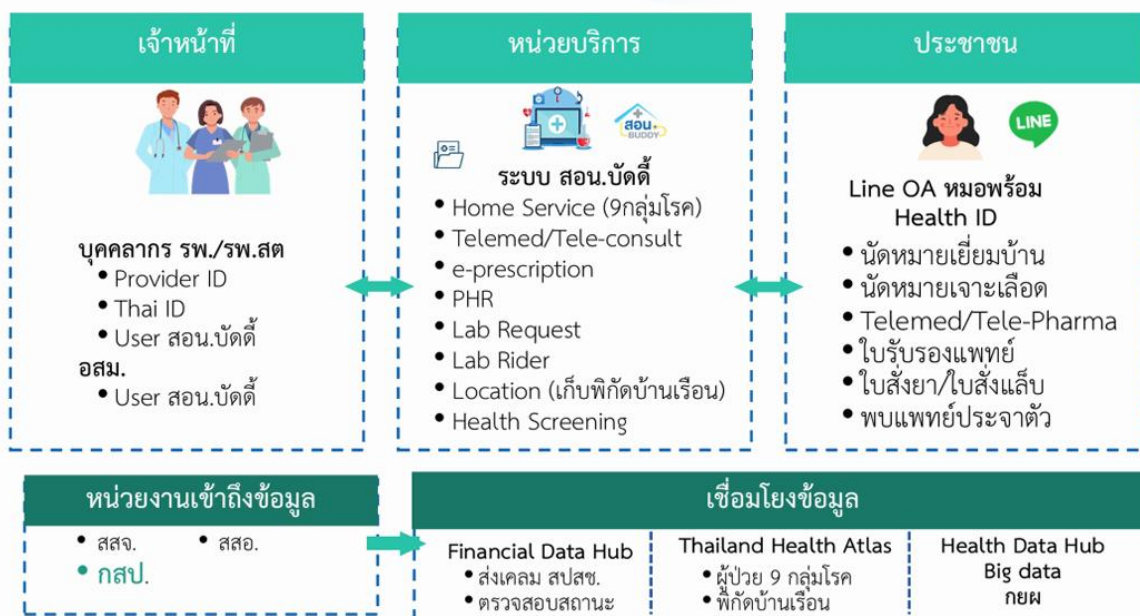 เจ้าหน้าที่
บุคคลากร รพ./รพ.สต
• Provider ID
• Thai ID
• User สอน.บัดดี้
อสม.
• User สอน.บัดดี้
หน่วยบริการ
สอน.
BUDDY
ระบบ สอน.บัดดี้
• Home Service (9กลุ่มโรค)
• Telemed/Tele-consult
• e-prescription
• PHR
• Lab Request
• Lab Rider
• Location (เก็บพิกัดบ้านเรือน)
• Health Screening
ประชาชน
LINE
Line OA หมอพร้อม
Health ID
• นัดหมายเยี่ยมบ้าน
• นัดหมายเจาะเลือด
• Telemed/Tele-Pharma
• ใบรับรองแพทย์
• ใบสั่งยา/ใบสั่งแล็บ
• พบแพทย์ประจาตัว
หน่วยงานเข้าถึงข้อมูล
• สสจ. • สสอ.
• กสป.
เชื่อมโยงข้อมูล
Financial Data Hub
• ส่งเคลม สปสช.
• ตรวจสอบสถานะ
Thailand Health Atlas
• ผู้ป่วย 9 กลุ่มโรค
• พิกัดบ้านเรือน
Health Data Hub
Big data
กยผ